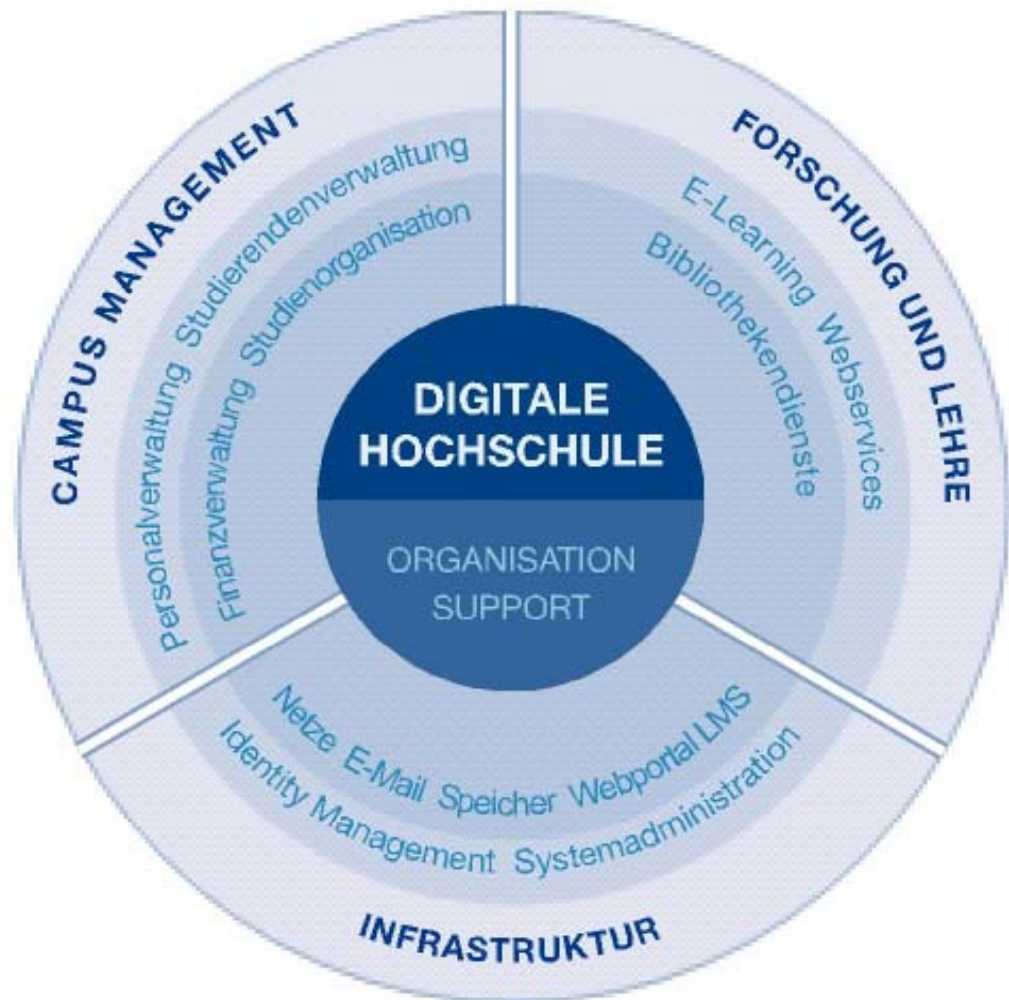 CAMPUS MANAGEMENT
Personalverwaltung Studierendenverwaltung
Finanzverwaltung Studienorganisation
FORSCHUNG UND LEHRE
E-Learning Webservices
Bibliothekendienste
DIGITALE
HOCHSCHULE
ORGANISATION
SUPPORT
Netze E-Mail Speicher Webportal LMS
Identity Management Systemadministration
INFRASTRUKTUR